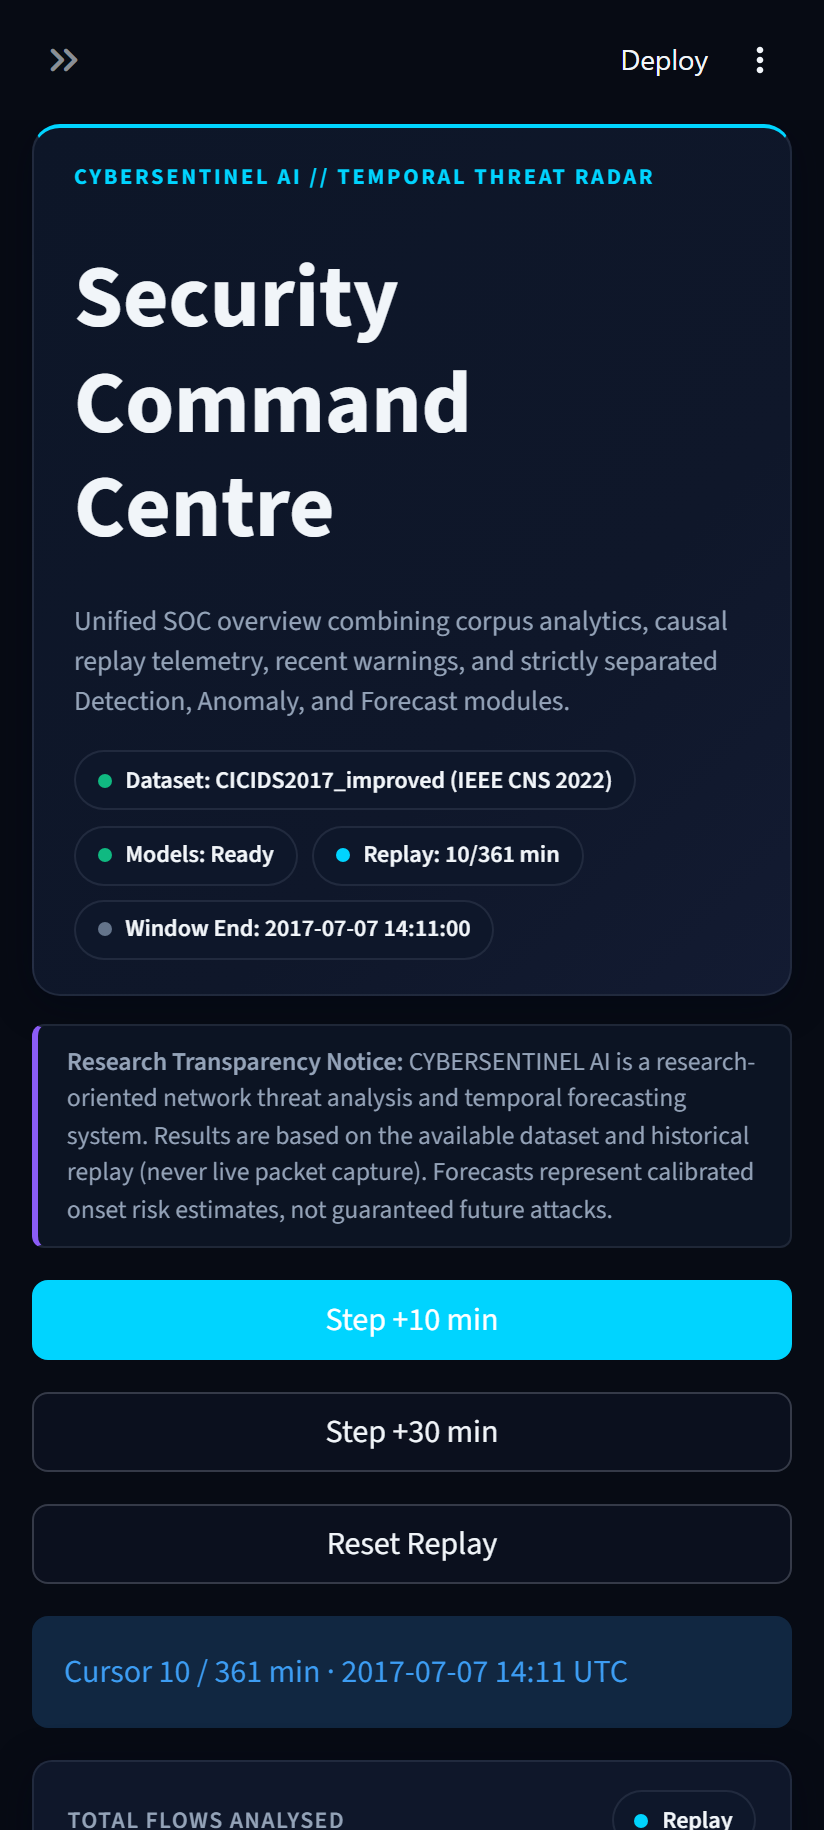 Deploy
CYBERSENTINEL AI // TEMPORAL THREAT RADAR
Security
Command
Centre
Unified SOC overview combining corpus analytics, causal
replay telemetry, recent warnings, and strictly separated
Detection, Anomaly, and Forecast modules.
Dataset: CICIDS2017_improved (IEEE CNS 2022)
Models: Ready
Replay: 10/361 min
Window End: 2017-07-07 14:11:00
Research Transparency Notice: CYBERSENTINEL AI is a research-
oriented network threat analysis and temporal forecasting
system. Results are based on the available dataset and historical
replay (never live packet capture). Forecasts represent calibrated
onset risk estimates, not guaranteed future attacks.
Step +10 min
Step +30 min
Reset Replay
Cursor 10 / 361 min · 2017-07-07 14:11 UTC
TOTAL FLOWS ANALYSED
Replay